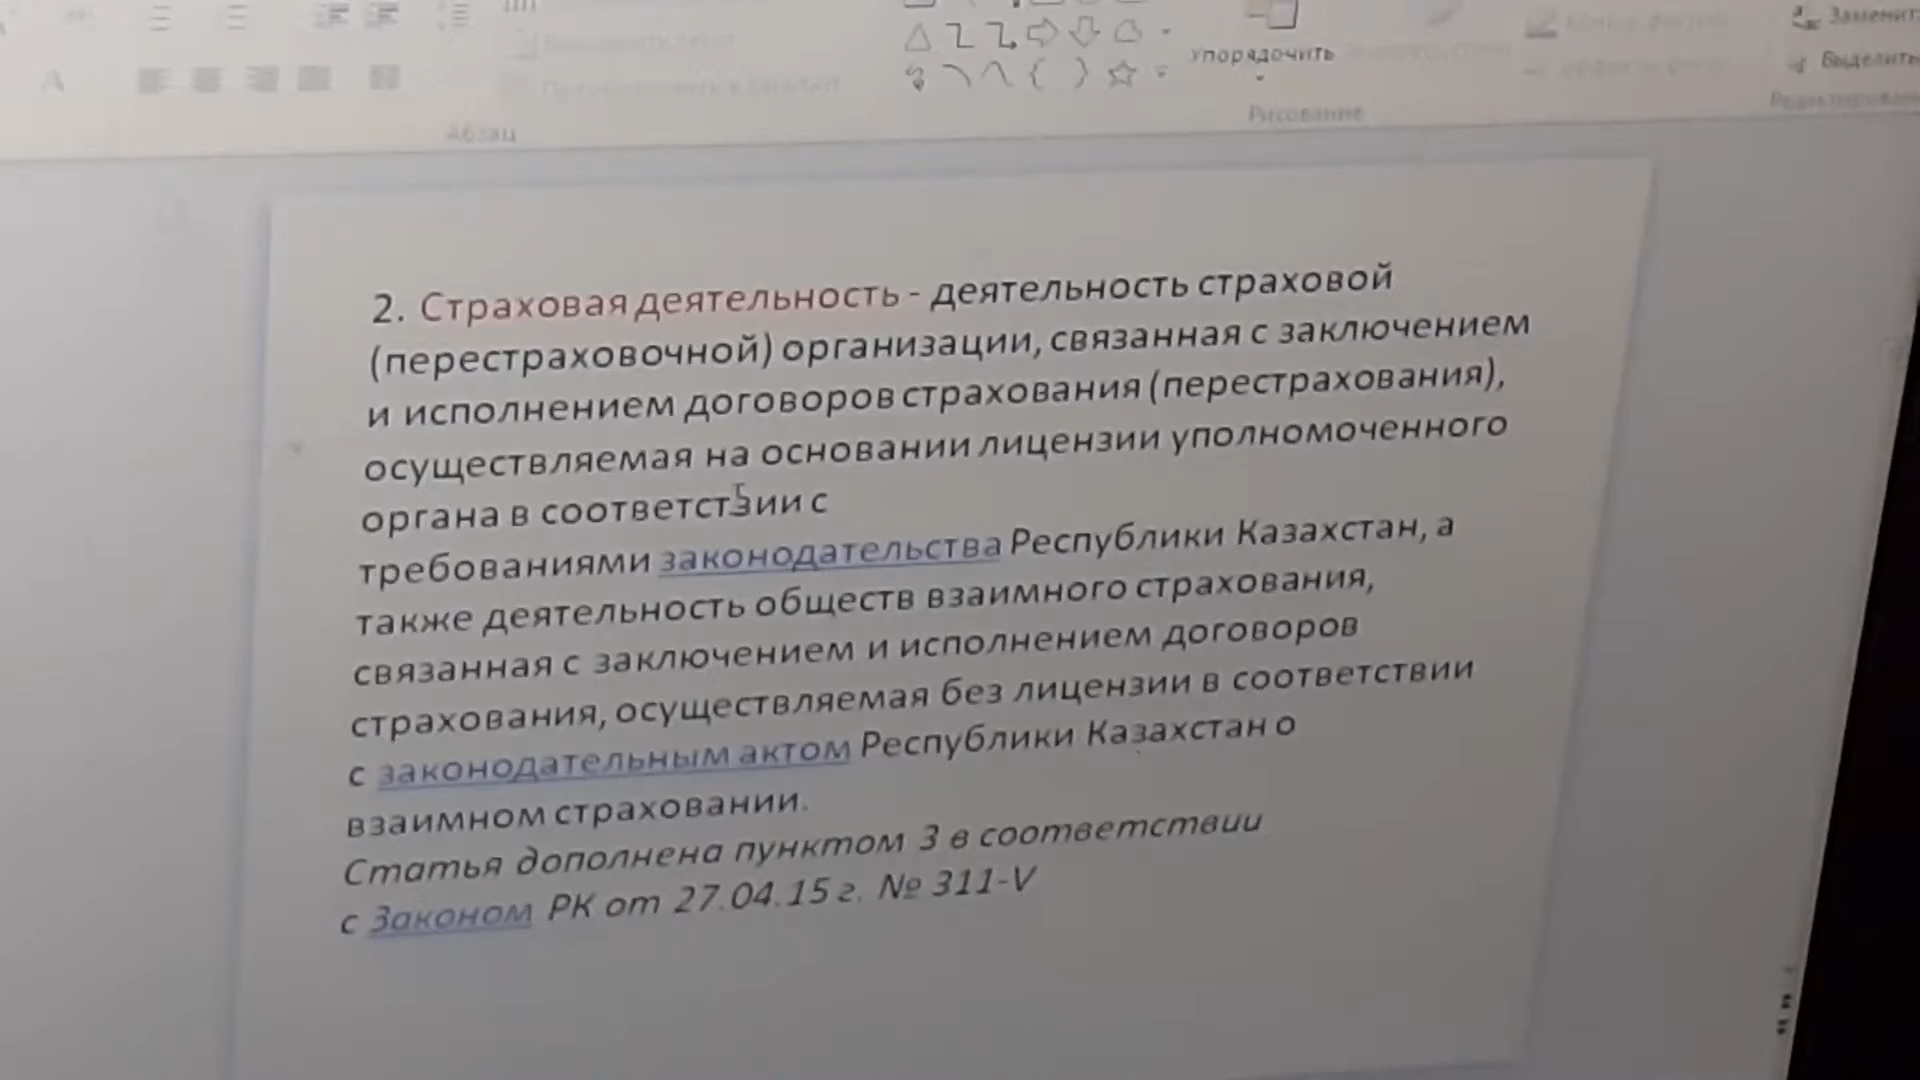 Заменит
Упорядочить
Выделить
Абзац
Рисование
2. Страховая деятельность - деятельность страховой
(перестраховочной) организации, связанная с заключением
и исполнением договоров страхования (перестрахования),
осуществляемая на основании лицензии уполномоченного
органа в соответствии с
требованиями законодательства Республики Казахстан, а
также деятельность обществ взаимного страхования,
связанная с заключением и исполнением договоров
страхования, осуществляемая без лицензии в соответствии
с законодательным актом Республики Казахстан о
взаимном страховании.
Статья дополнена пунктом 3 в соответствии
с Законом РК от 27.04.15 г. № 311-V